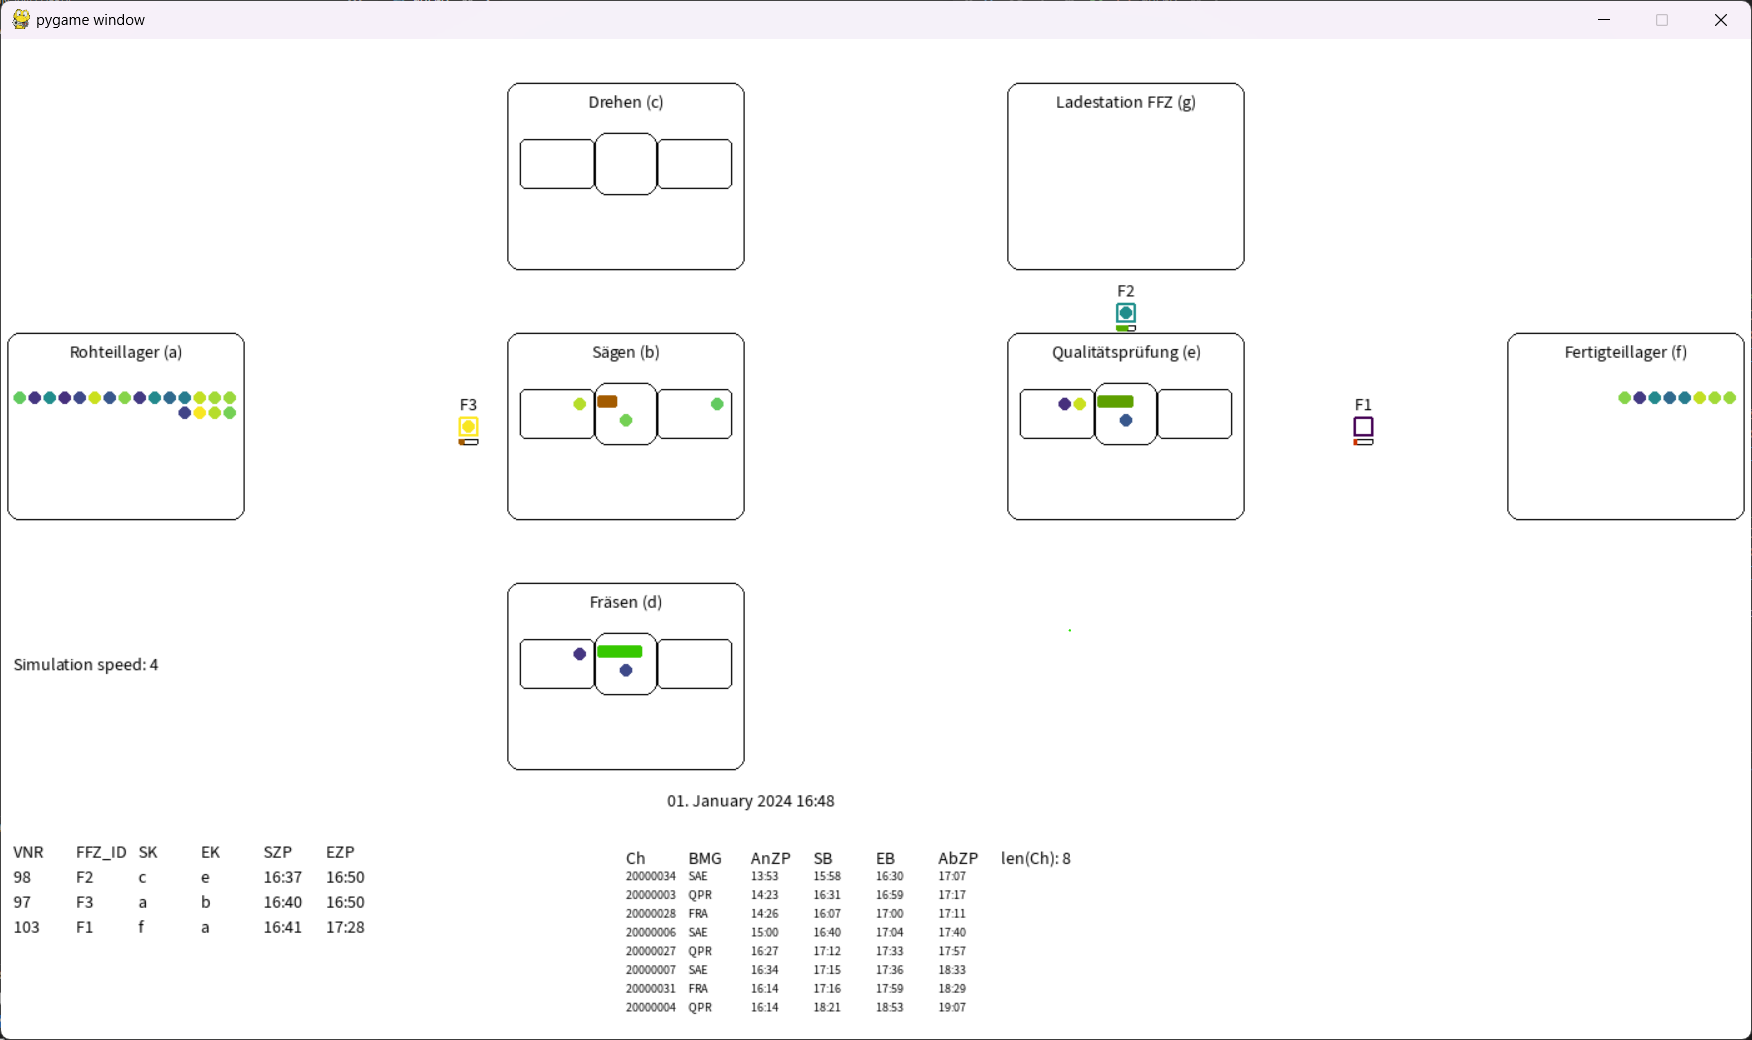 pygame window
Drehen (c)
Ladestation FFZ (g)
F2
Rohteillager (a)
Sägen (b)
Qualitätsprüfung (e)
Fertigteillager (f)
F3
F1
Fräsen (d)
Simulation speed: 4
01. January 2024 16:48
VNR FFZ_ID SK EK SZP EZP
98 F2 c e 16:37 16:50
97 F3 a b 16:40 16:50
103 F1 f a 16:41 17:28
Ch BMG AnZP SB EB AbZP len(Ch): 8
20000034 SAE 13:53 15:58 16:30 17:07
20000003 QPR 14:23 16:31 16:59 17:17
20000028 FRA 14:26 16:07 17:00 17:11
20000006 SAE 15:00 16:40 17:04 17:40
20000027 QPR 16:27 17:12 17:33 17:57
20000007 SAE 16:34 17:15 17:36 18:33
20000031 FRA 16:14 17:16 17:59 18:29
20000004 QPR 16:14 18:21 18:53 19:07